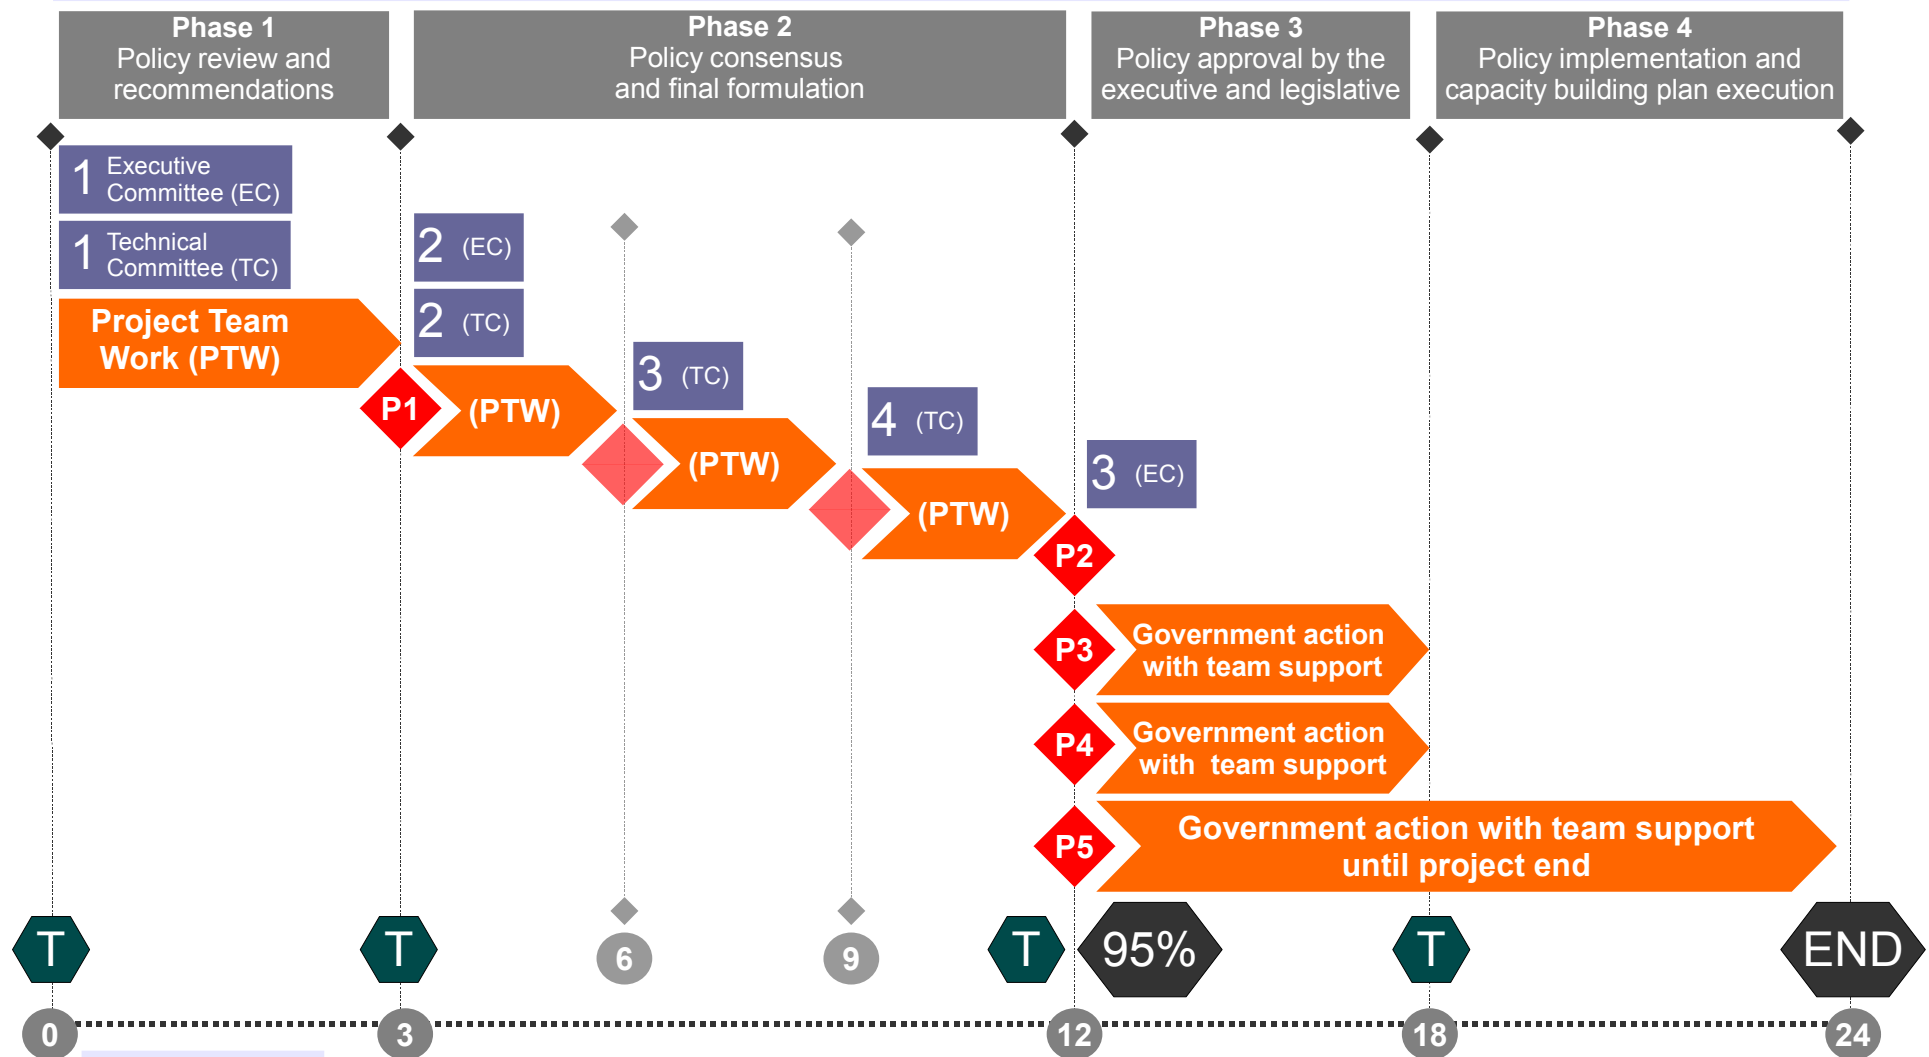 Phase 1
Policy review and
recommendations
Phase 2
Policy consensus
and final formulation
Phase 3
Policy approval by the
executive and legislative
Phase 4
Policy implementation and
capacity building plan execution
1 Executive
Committee (EC)
1 Technical
Committee (TC)
2 (EC)
2 (TC)
Project Team
Work (PTW)
3 (TC)
P1
(PTW)
4 (TC)
(PTW)
3 (EC)
(PTW)
P2
P3
Government action
with team support
P4
Government action
with team support
P5
Government action with team support
until project end
T
T
6
9
T
95%
T
END
0
3
12
18
24